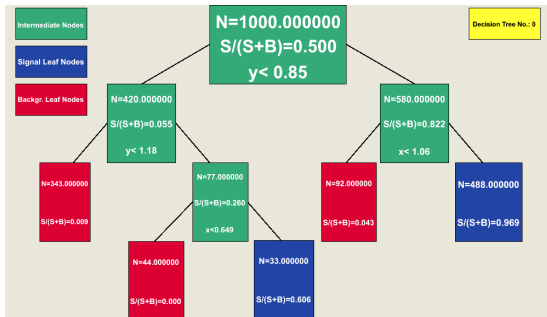 Intermediate Nodes
Signal Leaf Nodes
Backgr. Leaf Nodes
Decision Tree No.: 0
N=1000.000000
S/(S+B)=0.500
y< 0.85
N=420.000000
S/(S+B)=0.055
y< 1.18
N=580.000000
S/(S+B)=0.822
x< 1.06
N=343.000000
S/(S+B)=0.009
N=77.000000
S/(S+B)=0.260
x<0.649
N=92.000000
S/(S+B)=0.043
N=488.000000
S/(S+B)=0.969
N=44.000000
S/(S+B)=0.000
N=33.000000
S/(S+B)=0.606